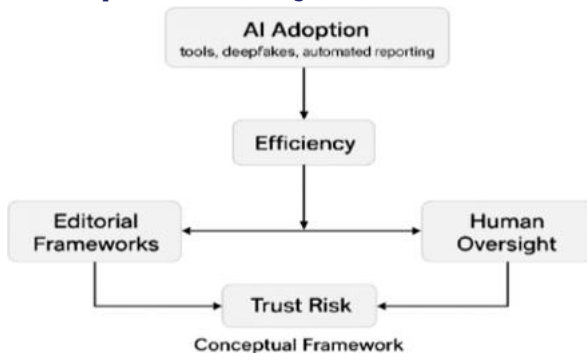 AI Adoption
tools, deepfakes, automated reporting
Efficiency
Editorial
Frameworks
Human
Oversight
Trust Risk
Conceptual Framework